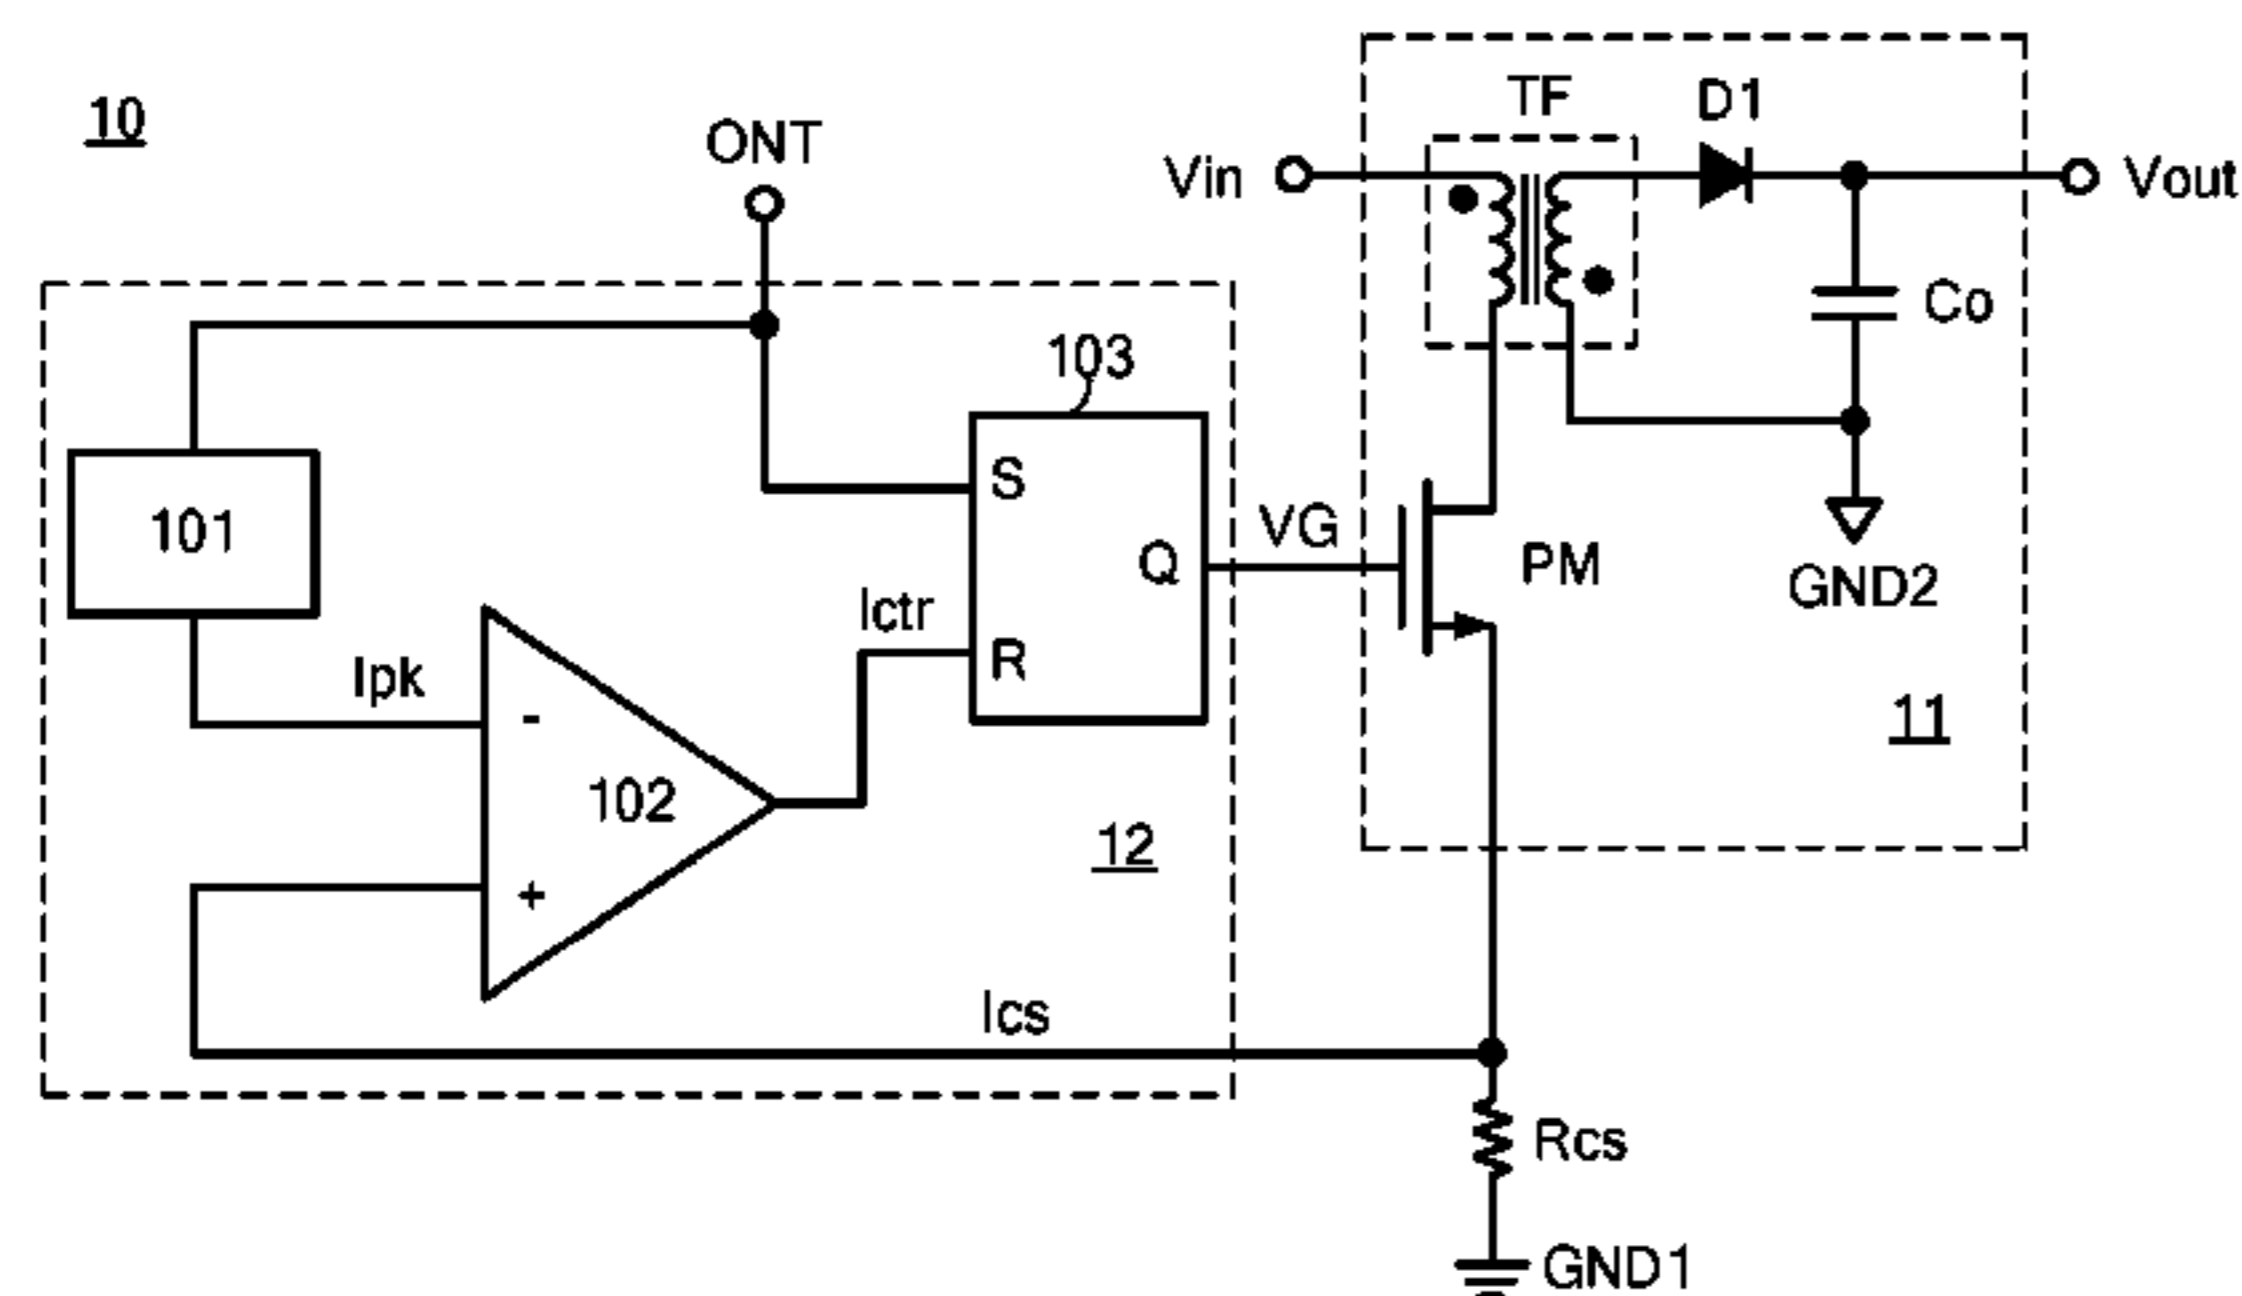 10
ONT
Vin
TF
D1
Vout
Co
GND2
103
101
S
Q
R
VG
PM
11
Ictr
Ipk
-
102
+
12
Ics
Rcs
GND1